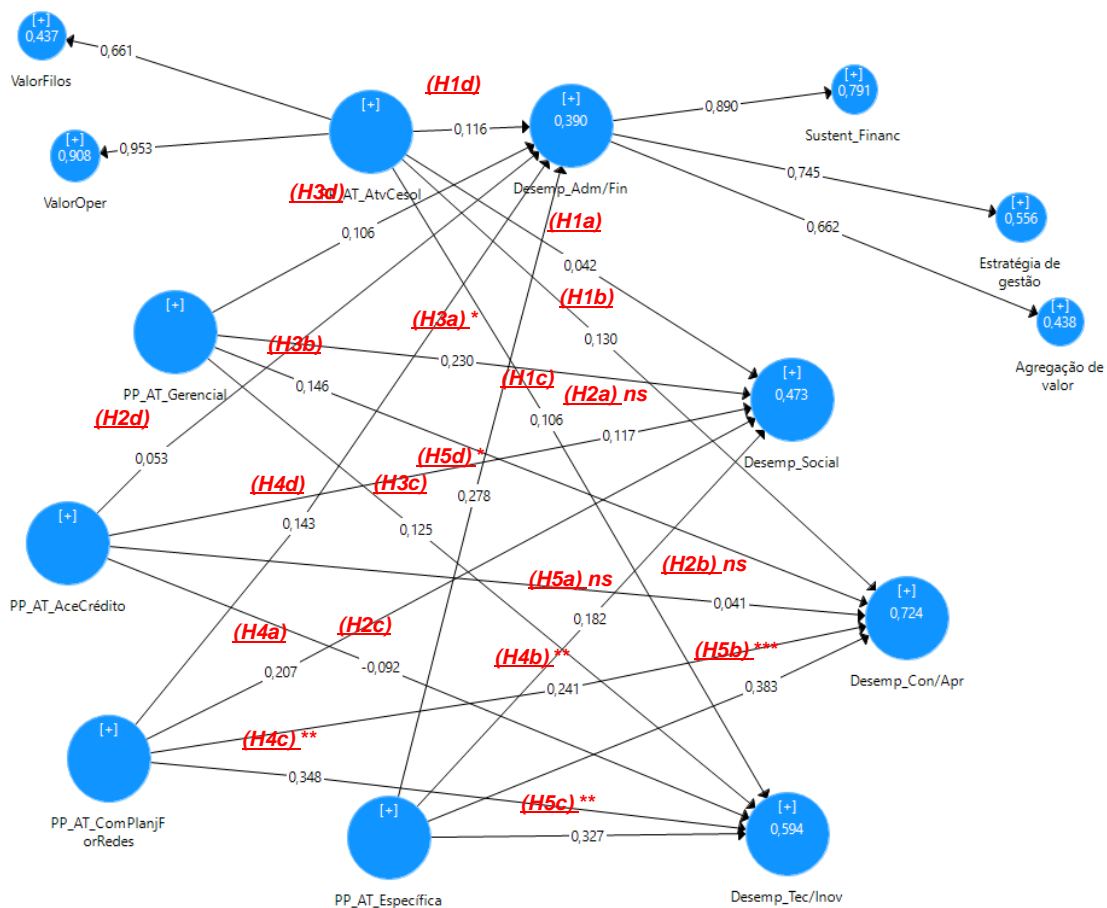 [+]
0,437
ValorFilos
0,661
(H1d)
[+]
[+]
0,390
0,116
0,890
[+]
0,791
Sustent_Financ
[+]
0,908
ValorOper
0,953
(H3d)
PP_AT_AtvCesol
Desemp_Adm/Fin
0,745
[+]
0,556
Estratégia de
gestão
0,662
(H1a)
0,106
0,042
[+]
0,438
Agregação de
valor
[+]
PP_AT_Gerencial
(H3b)
(H3a) *
(H1b)
0,130
0,230
0,146
(H1c)
(H2a) ns
[+]
0,473
Desemp_Social
(H2d)
0,053
0,106
0,117
(H5d) *
(H4d)
(H3c)
0,278
[+]
PP_AT_AceCrédito
0,143
0,125
(H5a) ns
(H2b) ns
0,041
[+]
0,724
Desemp_Con/Apr
0,182
(H4a)
(H2c)
(H4b) **
(H5b) ***
0,207
-0,092
0,241
0,383
[+]
PP_AT_ComPlanjF
orRedes
(H4c) **
0,348
[+]
PP_AT_Específica
(H5c) **
0,327
[+]
0,594
Desemp_Tec/Inov